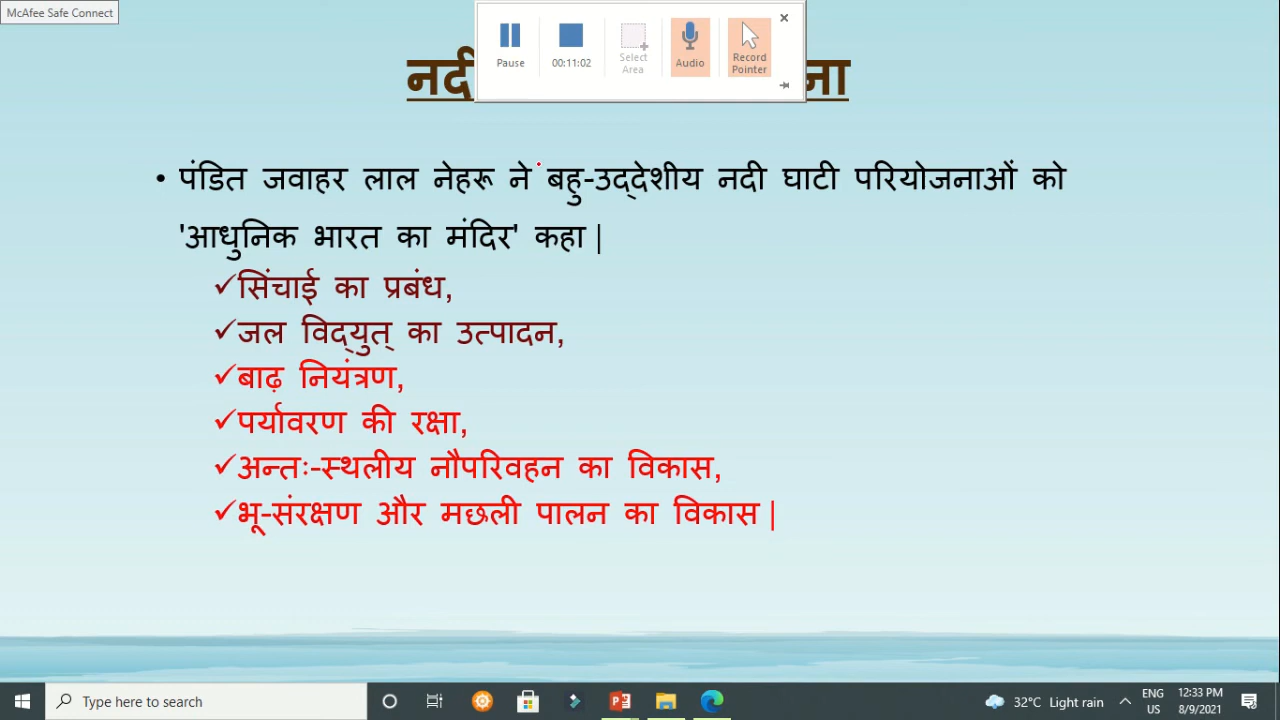 McAfee Safe Connect
Pause
00:11:02
Select
Area
Audio
Record
Pointer
• पंडित जवाहर लाल नेहरू ने बहु-उद्देशीय नदी घाटी परियोजनाओं को
'आधुनिक भारत का मंदिर' कहा |
✓सिंचाई का प्रबंध,
✓जल विद्युत् का उत्पादन,
✓बाढ़ नियंत्रण,
✓पर्यावरण की रक्षा,
✓अन्तः-स्थलीय नौपरिवहन का विकास,
✓भू-संरक्षण और मछली पालन का विकास |
Type here to search
32°C Light rain
ENG
US
12:33 PM
8/9/2021